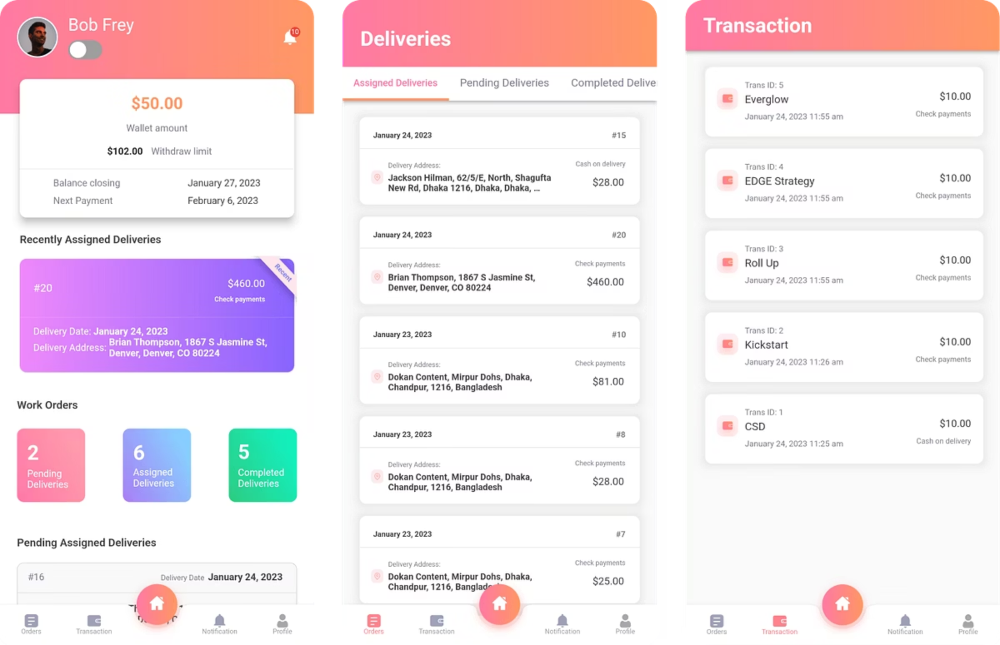 Bob Frey
10
$50.00
Wallet amount
$102.00 Withdraw limit
Balance closing January 27, 2023
Next Payment February 6, 2023
Recently Assigned Deliveries
Recent
#20 $460.00
Check payments
Delivery Date: January 24, 2023
Delivery Address: Brian Thompson, 1867 S Jasmine St,
Denver, Denver, CO 80224
Work Orders
2
Pending
Deliveries
6
Assigned
Deliveries
5
Completed
Deliveries
Pending Assigned Deliveries
#16 Delivery Date January 24, 2023
Orders Transaction Notification Profile
Deliveries
Assigned Deliveries Pending Deliveries Completed Delive
January 24, 2023 #15
Delivery Address: Cash on delivery
Jackson Hilman, 62/5/E, North, Shagufta
New Rd, Dhaka 1216, Dhaka, Dhaka, ...
$28.00
January 24, 2023 #20
Delivery Address: Check payments
Brian Thompson, 1867 S Jasmine St,
Denver, Denver, CO 80224
$460.00
January 23, 2023 #10
Delivery Address: Check payments
Dokan Content, Mirpur Dohs, Dhaka,
Chandpur, 1216, Bangladesh
$81.00
January 23, 2023 #8
Delivery Address: Check payments
Dokan Content, Mirpur Dohs, Dhaka,
Chandpur, 1216, Bangladesh
$28.00
January 23, 2023 #7
Delivery Address: Check payments
Dokan Content, Mirpur Dohs, Dhaka,
Chandpur, 1216, Banglad
$25.00
Orders Transaction Notification Profile
Transaction
Trans ID: 5
Everglow $10.00
January 24, 2023 11:55 am Check payments
Trans ID: 4
EDGE Strategy $10.00
January 24, 2023 11:55 am Check payments
Trans ID: 3
Roll Up $10.00
January 24, 2023 11:55 am Check payments
Trans ID: 2
Kickstart $10.00
January 24, 2023 11:26 am Check payments
Trans ID: 1
CSD $10.00
January 24, 2023 11:25 am Cash on delivery
Orders Transaction Notification Profile